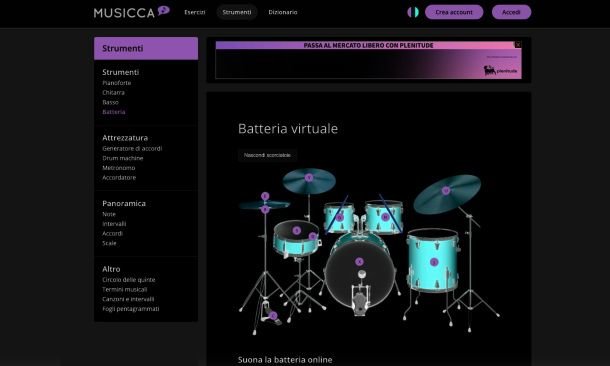 MUSICCA
Esercizi
Strumenti
Dizionario
Crea account
Accedi
Strumenti
Strumenti
Pianoforte
Chitarra
Basso
Batteria
Attrezzatura
Generatore di accordi
Drum machine
Metronomo
Accordatore
Panoramica
Note
Intervalli
Accordi
Scale
Altro
Circolo delle quinte
Termini musicali
Canzoni e intervalli
Fogli pentagrammati
PASSA AL MERCATO LIBERO CON PLENITUDE
plenitude
Batteria virtuale
Nascondi scorciatoie
Suona la batteria online